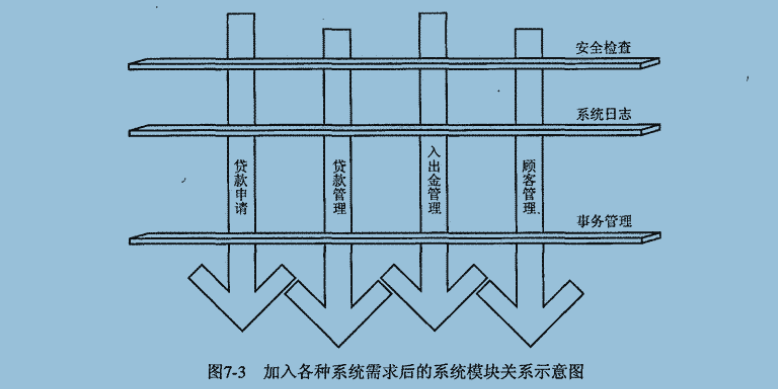 安全检查
系统日志
贷款申请
贷款管理
入出金管理
顾客管理
事务管理
图7-3 加入各种系统需求后的系统模块关系示意图